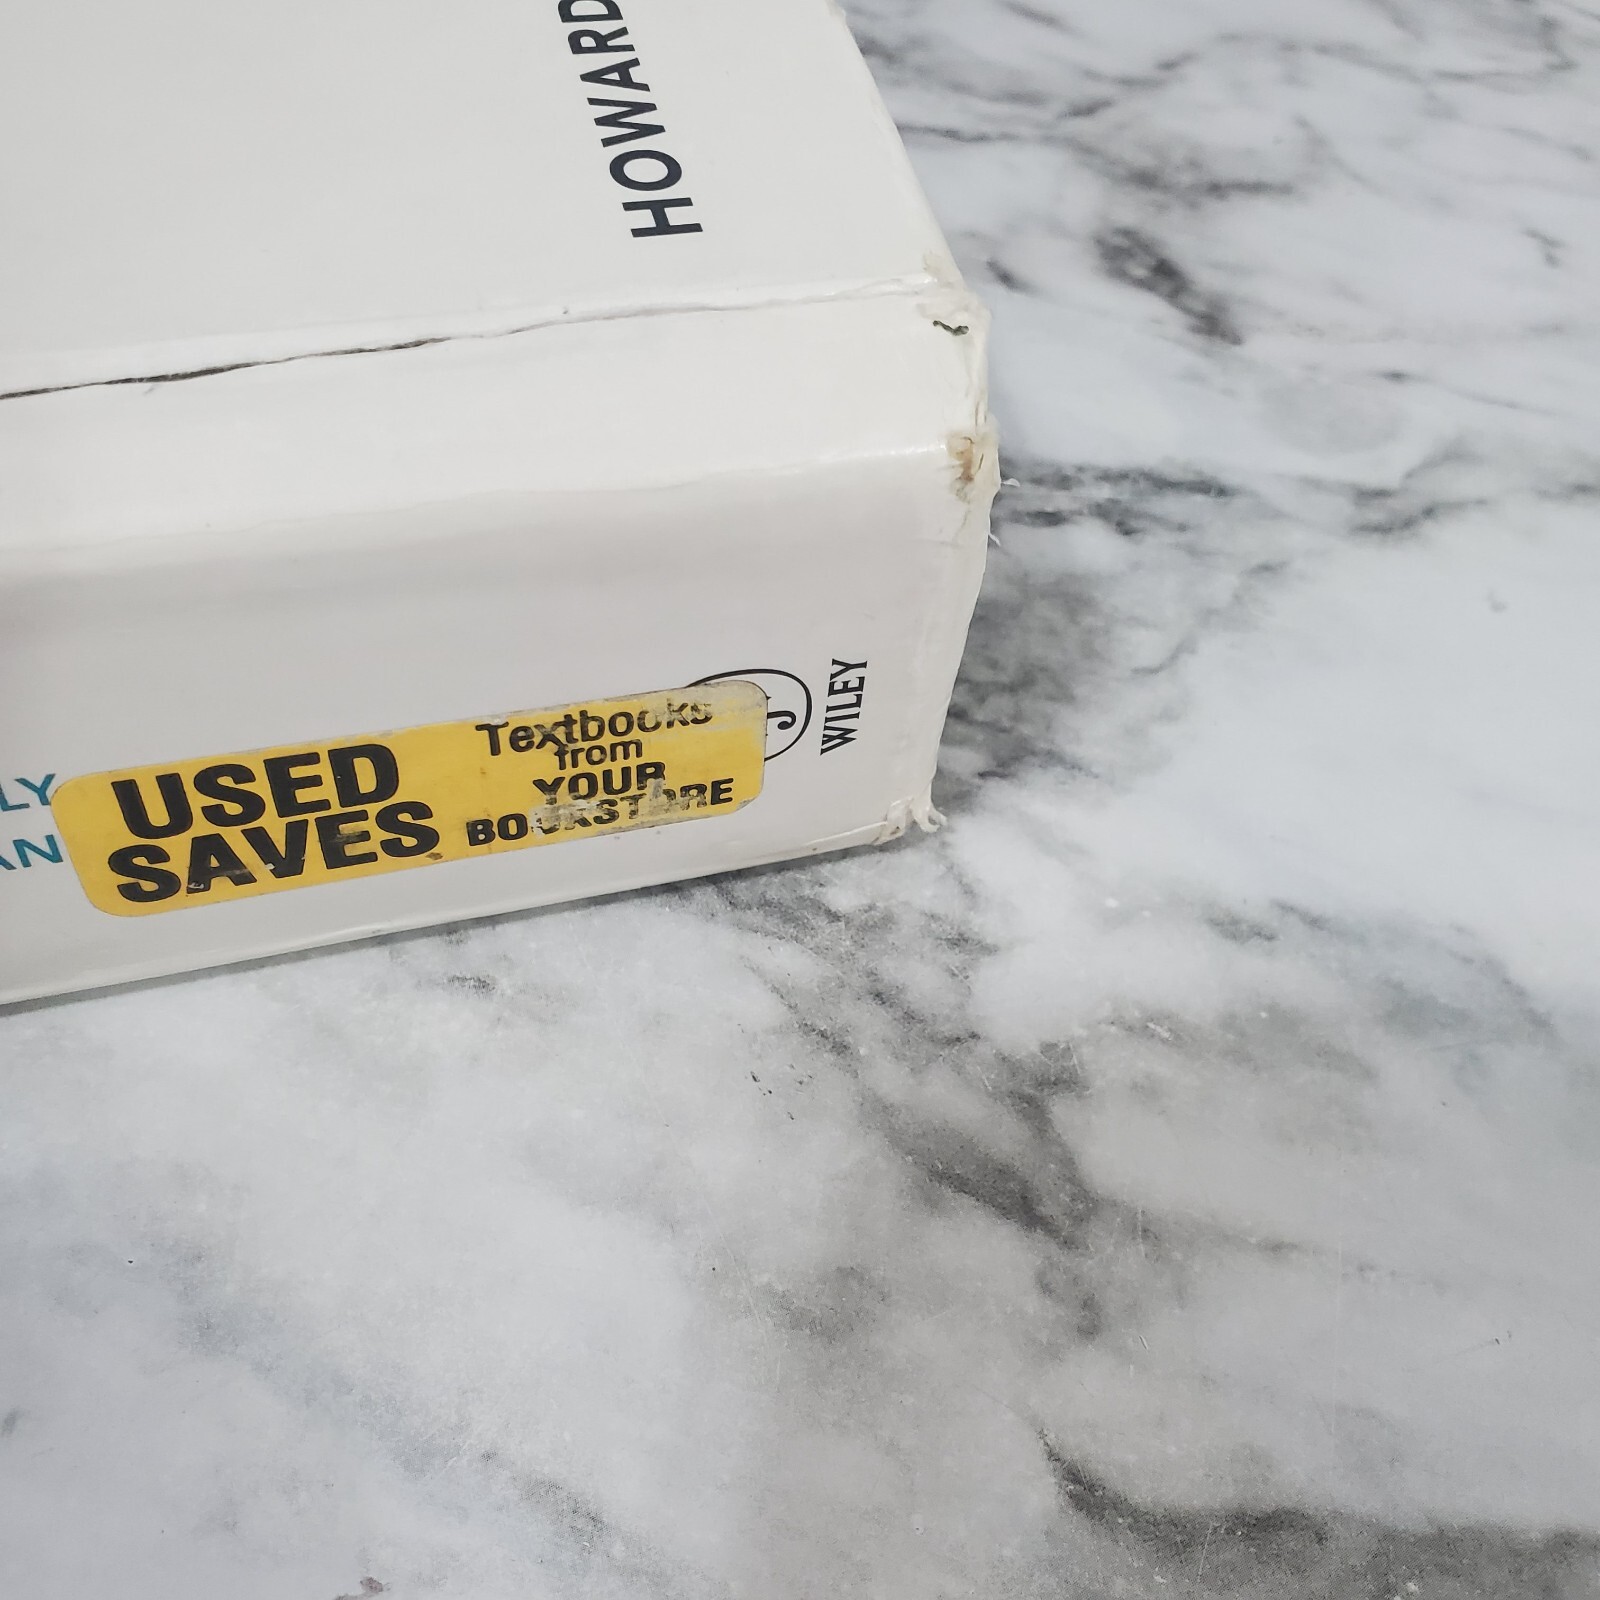 HOWARD
LY
AN
USED
SAVES
Textbooks
from
YOUR
BOOKSTORE
J
WILEY